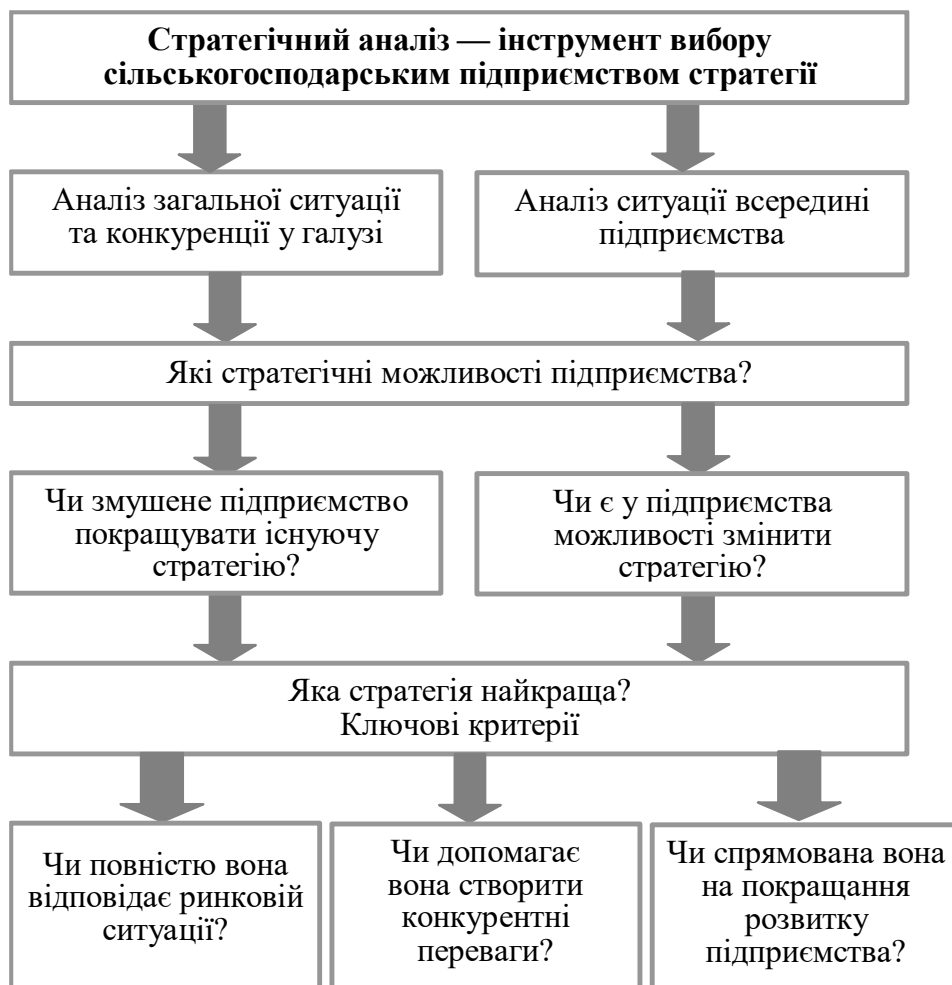 Стратегічний аналіз — інструмент вибору
сільськогосподарським підприємством стратегії
Аналіз загальної ситуації
та конкуренції у галузі
Аналіз ситуації всередині
підприємства
Які стратегічні можливості підприємства?
Чи змушене підприємство
покращувати існуючу
стратегію?
Чи є у підприємства
можливості змінити
стратегію?
Яка стратегія найкраща?
Ключові критерії
Чи повністю вона
відповідає ринковій
ситуації?
Чи допомагає
вона створити
конкурентні
переваги?
Чи спрямована вона
на покращання
розвитку
підприємства?